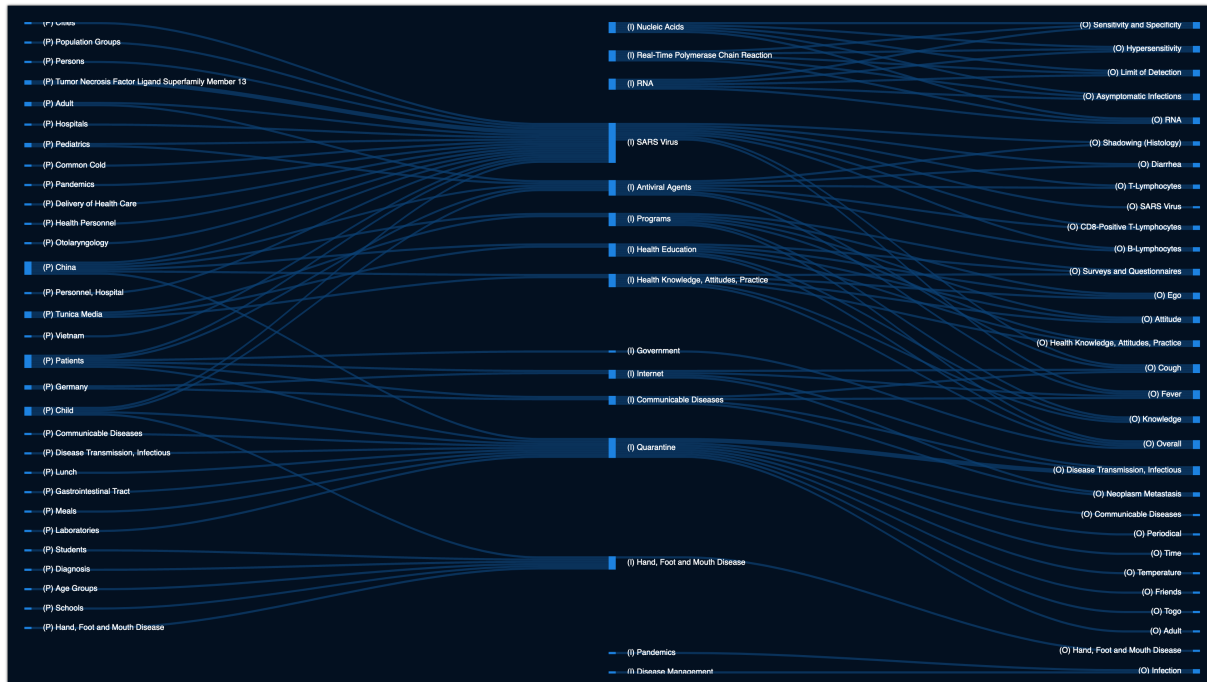 (P) Cities
(P) Population Groups
(P) Persons
(P) Tumor Necrosis Factor Ligand Superfamily Member 13
(P) Adult
(P) Hospitals
(P) Pediatrics
(P) Common Cold
(P) Pandemics
(P) Delivery of Health Care
(P) Health Personnel
(P) Otolaryngology
(P) China
(P) Personnel, Hospital
(P) Tunica Media
(P) Vietnam
(P) Patients
(P) Germany
(P) Child
(P) Communicable Diseases
(P) Disease Transmission, Infectious
(P) Lunch
(P) Gastrointestinal Tract
(P) Meals
(P) Laboratories
(P) Students
(P) Diagnosis
(P) Age Groups
(P) Schools
(P) Hand, Foot and Mouth Disease
(I) Nucleic Acids
(I) Real-Time Polymerase Chain Reaction
(I) RNA
(I) SARS Virus
(I) Antiviral Agents
(I) Programs
(I) Health Education
(I) Health Knowledge, Attitudes, Practice
(I) Government
(I) Internet
(I) Communicable Diseases
(I) Quarantine
(I) Hand, Foot and Mouth Disease
(I) Pandemics
(I) Disease Management
(O) Sensitivity and Specificity
(O) Hypersensitivity
(O) Limit of Detection
(O) Asymptomatic Infections
(O) RNA
(O) Shadowing (Histology)
(O) Diarrhea
(O) T-Lymphocytes
(O) SARS Virus
(O) CD8-Positive T-Lymphocytes
(O) B-Lymphocytes
(O) Surveys and Questionnaires
(O) Ego
(O) Attitude
(O) Health Knowledge, Attitudes, Practice
(O) Cough
(O) Fever
(O) Knowledge
(O) Overall
(O) Disease Transmission, Infectious
(O) Neoplasm Metastasis
(O) Communicable Diseases
(O) Periodical
(O) Time
(O) Temperature
(O) Friends
(O) Togo
(O) Adult
(O) Hand, Foot and Mouth Disease
(O) Infection